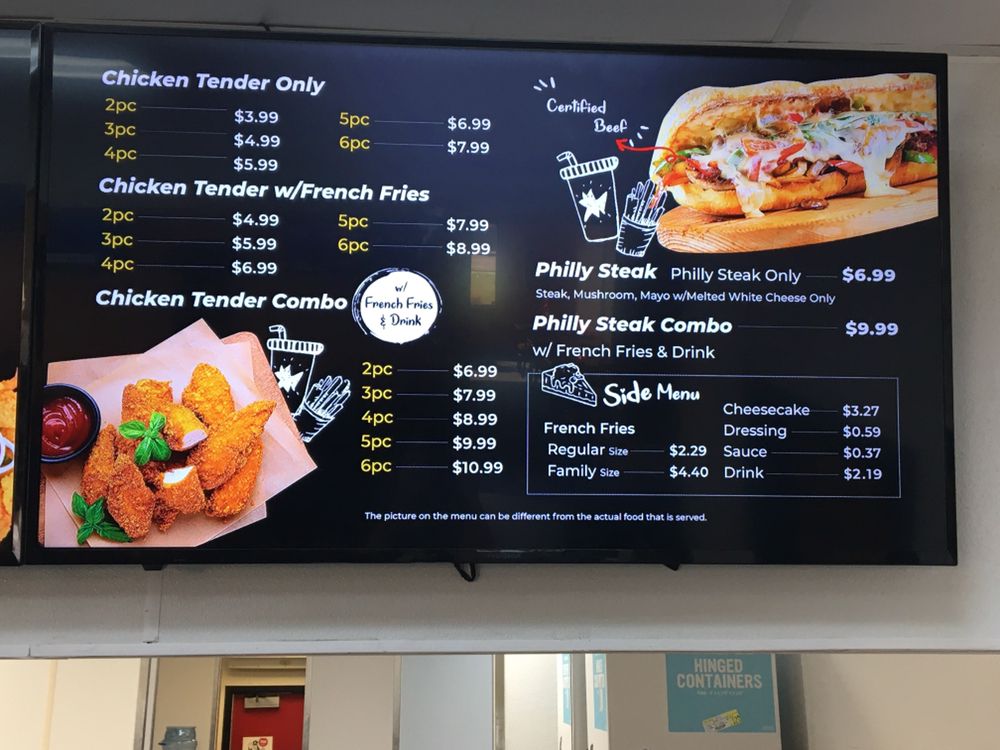 Chicken Tender Only
2pc $3.99
3pc $4.99
4pc $5.99
5pc $6.99
6pc $7.99
Chicken Tender w/French Fries
2pc $4.99
3pc $5.99
4pc $6.99
5pc $7.99
6pc $8.99
Chicken Tender Combo
w/
French Fries
& Drink
2pc $6.99
3pc $7.99
4pc $8.99
5pc $9.99
6pc $10.99
Certified
Beef
Philly Steak Philly Steak Only $6.99
Steak, Mushroom, Mayo w/Melted White Cheese Only
Philly Steak Combo $9.99
w/ French Fries & Drink
Side Menu
French Fries
Regular Size $2.29
Family Size $4.40
Cheesecake $3.27
Dressing $0.59
Sauce $0.37
Drink $2.19
The picture on the menu can be different from the actual food that is served.
HINGED
CONTAINERS